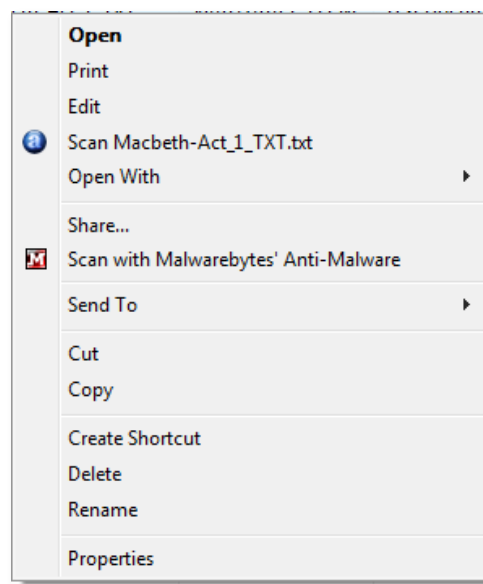 Open
Print
Edit
Scan Macbeth-Act_1_TXT.txt
Open With
Share...
Scan with Malwarebytes' Anti-Malware
Send To
Cut
Copy
Create Shortcut
Delete
Rename
Properties